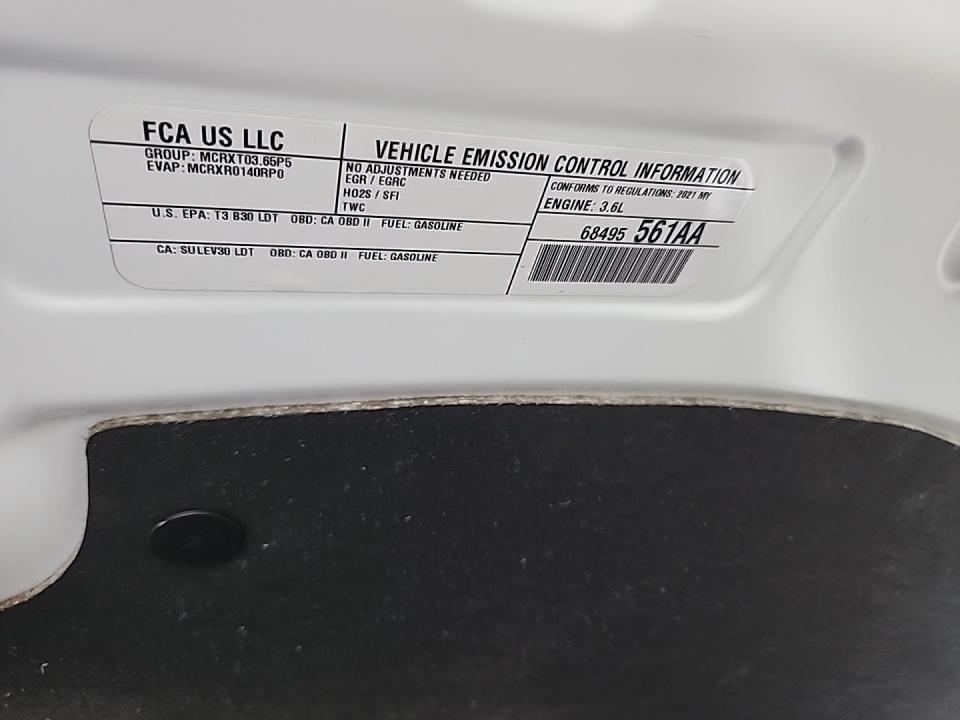 FCA US LLC
GROUP: MCRXT03.65P5
EVAP: MCRXR0140RP0
VEHICLE EMISSION CONTROL INFORMATION
NO ADJUSTMENTS NEEDED
EGR / EGRC
HO2S / SFI
TWC
CONFORMS TO REGULATIONS: 2021 MY
ENGINE: 3.6L
U.S. EPA: T3 B30 LDT OBD: CA OBD II FUEL: GASOLINE
68495 561AA
CA: SULEV30 LDT OBD: CA OBD II FUEL: GASOLINE